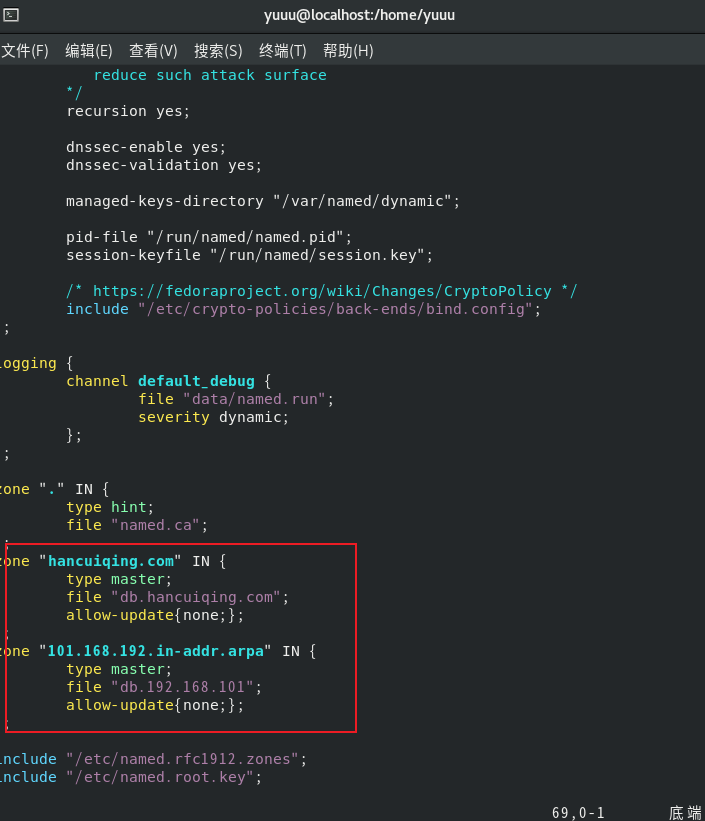 yuuu@localhost:/home/yuuu
文件(F) 编辑(E) 查看(V) 搜索(S) 终端(T) 帮助(H)
reduce such attack surface
*/
recursion yes;
dnssec-enable yes;
dnssec-validation yes;
managed-keys-directory "/var/named/dynamic";
pid-file "/run/named/named.pid";
session-keyfile "/run/named/session.key";
/* https://fedoraproject.org/wiki/Changes/CryptoPolicy */
include "/etc/crypto-policies/back-ends/bind.config";
;
logging {
channel default_debug {
file "data/named.run";
severity dynamic;
};
;
zone "." IN {
type hint;
file "named.ca";
;
zone "hancuiqing.com" IN {
type master;
file "db.hancuiqing.com";
allow-update{none;};
;
zone "101.168.192.in-addr.arpa" IN {
type master;
file "db.192.168.101";
allow-update{none;};
;
include "/etc/named.rfc1912.zones";
include "/etc/named.root.key";
69,0-1 底端